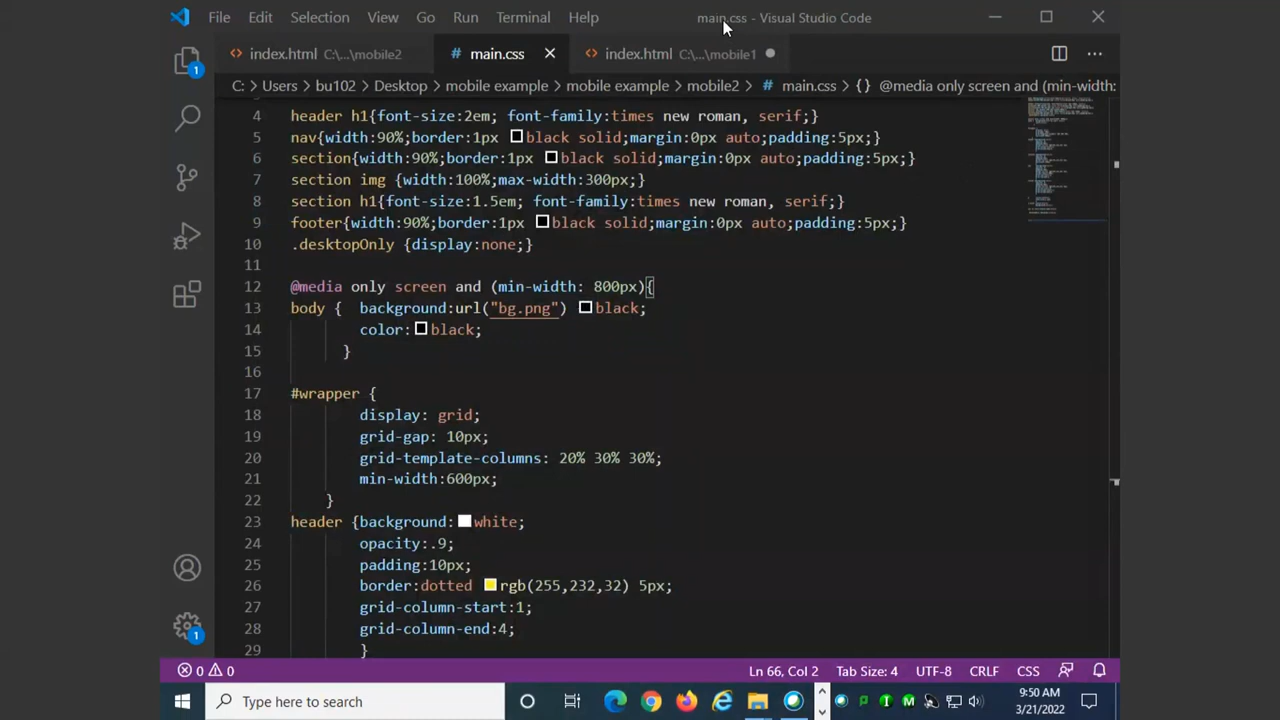 File Edit Selection View Go Run Terminal Help main.css - Visual Studio Code
index.html C:\...\mobile2 # main.css index.html C:\...\mobile1
C: > Users > bu102 > Desktop > mobile example > mobile example > mobile2 > # main.css > {} @media only screen and (min-width: 800px)
4 header h1{font-size:2em; font-family:times new roman, serif;}
5 nav{width:90%;border:1px black solid;margin:0px auto;padding:5px;}
6 section{width:90%;border:1px black solid;margin:0px auto;padding:5px;}
7 section img {width:100%;max-width:300px;}
8 section h1{font-size:1.5em; font-family:times new roman, serif;}
9 footer{width:90%;border:1px black solid;margin:0px auto;padding:5px;}
10 .desktopOnly {display:none;}
11
12 @media only screen and (min-width: 800px){
13 body { background:url("bg.png") black;
14 color: black;
15 }
16
17 #wrapper {
18 display: grid;
19 grid-gap: 10px;
20 grid-template-columns: 20% 30% 30%;
21 min-width:600px;
22 }
23 header {background: white;
24 opacity:.9;
25 padding:10px;
26 border:dotted rgb(255,232,32) 5px;
27 grid-column-start:1;
28 grid-column-end:4;
29 }
1
1
0 0 Ln 66, Col 2 Tab Size: 4 UTF-8 CRLF CSS
Type here to search
9:50 AM
3/21/2022